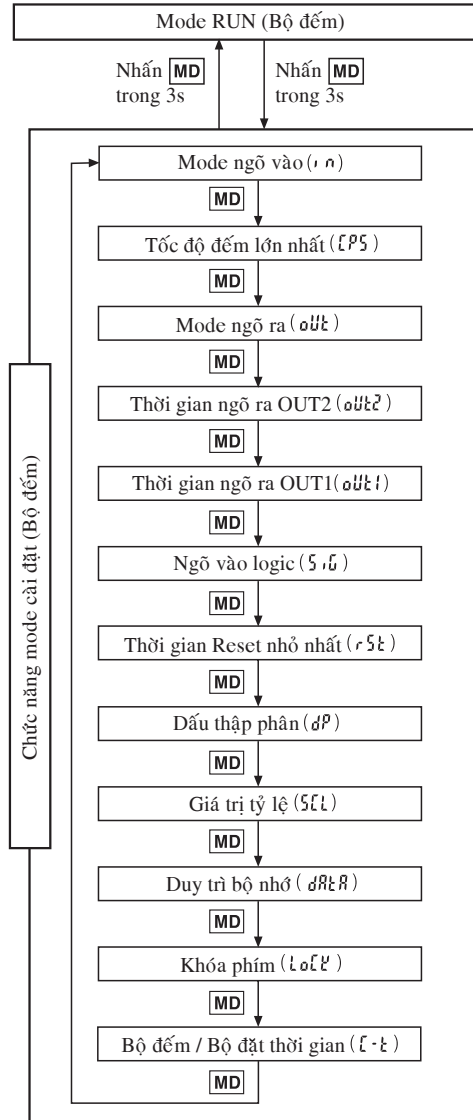 Mode RUN (Bộ đếm)
Nhấn MD
trong 3s
Nhấn MD
trong 3s
Chức năng mode cài đặt (Bộ đếm)
Mode ngõ vào (in)
MD
Tốc độ đếm lớn nhất (CPS)
MD
Mode ngõ ra (oUt)
MD
Thời gian ngõ ra OUT2 (oUt2)
MD
Thời gian ngõ ra OUT1(oUt1)
MD
Ngõ vào logic (SiG)
MD
Thời gian Reset nhỏ nhất (rSt)
MD
Dấu thập phân (dP)
MD
Giá trị tỷ lệ (SCL)
MD
Duy trì bộ nhớ (dAtA)
MD
Khóa phím (LoCK)
MD
Bộ đếm / Bộ đặt thời gian (C-t)
MD